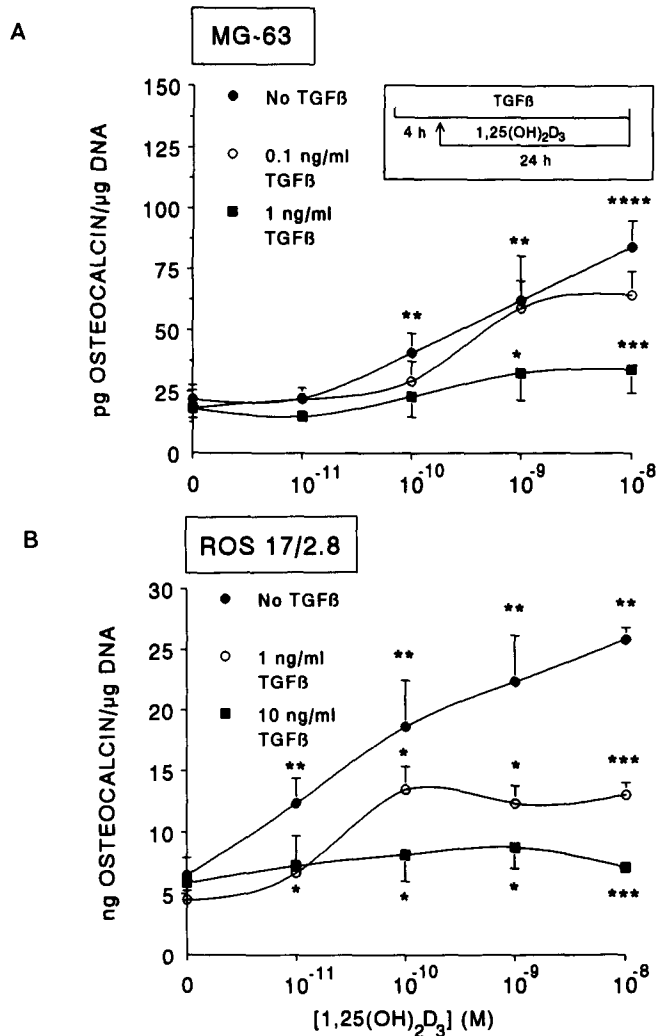 A
MG-63
150
125
100
75
50
25
0
pg OSTEOCALCIN/µg DNA
No TGFß
0.1 ng/ml
TGFß
1 ng/ml
TGFß
TGFß
4 h
1,25(OH)₂D₃
24 h
**
**
*
****
***
0
10⁻¹¹
10⁻¹⁰
10⁻⁹
10⁻⁸
B
ROS 17/2.8
30
25
20
15
10
5
0
ng OSTEOCALCIN/µg DNA
No TGFß
1 ng/ml
TGFß
10 ng/ml
TGFß
**
**
**
**
*
*
***
*
*
*
***
0
10⁻¹¹
10⁻¹⁰
10⁻⁹
10⁻⁸
[1,25(OH)₂D₃] (M)